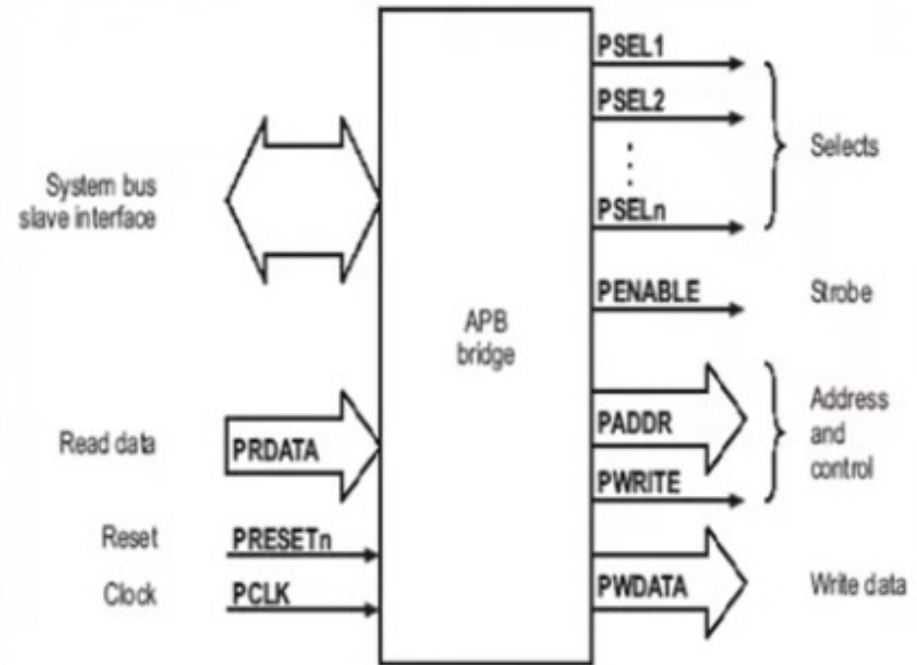 System bus
slave interface
Read data
PRDATA
Reset
PRESETn
Clock
PCLK
APB
bridge
PSEL1
PSEL2
PSELn
Selects
PENABLE
Strobe
PADDR
PWRITE
Address
and
control
PWDATA
Write data